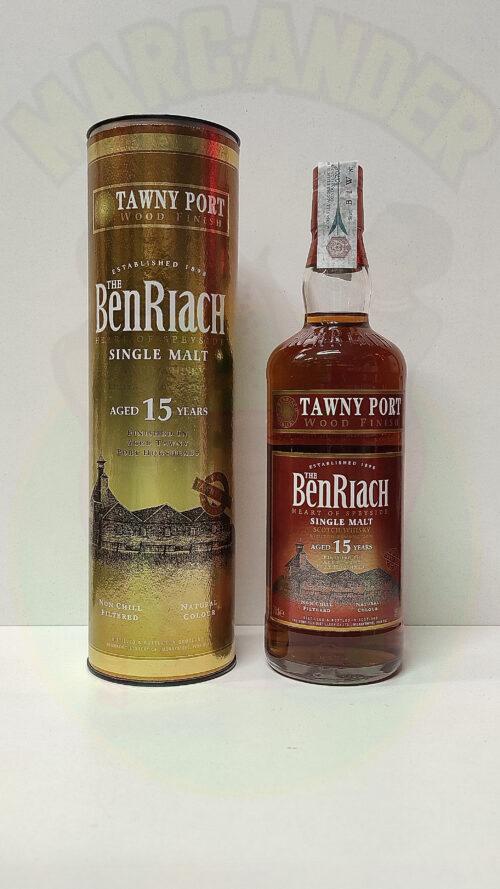 MARC-ANDER
TAWNY PORT
WOOD FINISH
ESTABLISHED 1898
THE
BENRIACH
HEART OF SPEYSIDE
SINGLE MALT
WHISKY
AGED 15 YEARS
FINISHED IN
TAWNY
PORT HOGSHEADS
NON CHILL
FILTERED
NATURAL
COLOUR
TAWNY PORT
WOOD FINISH
ESTABLISHED 1898
THE
BENRIACH
HEART OF SPEYSIDE
SINGLE MALT
SCOTCH WHISKY
AGED 15 YEARS
NON CHILL
FILTERED
NATURAL
COLOUR